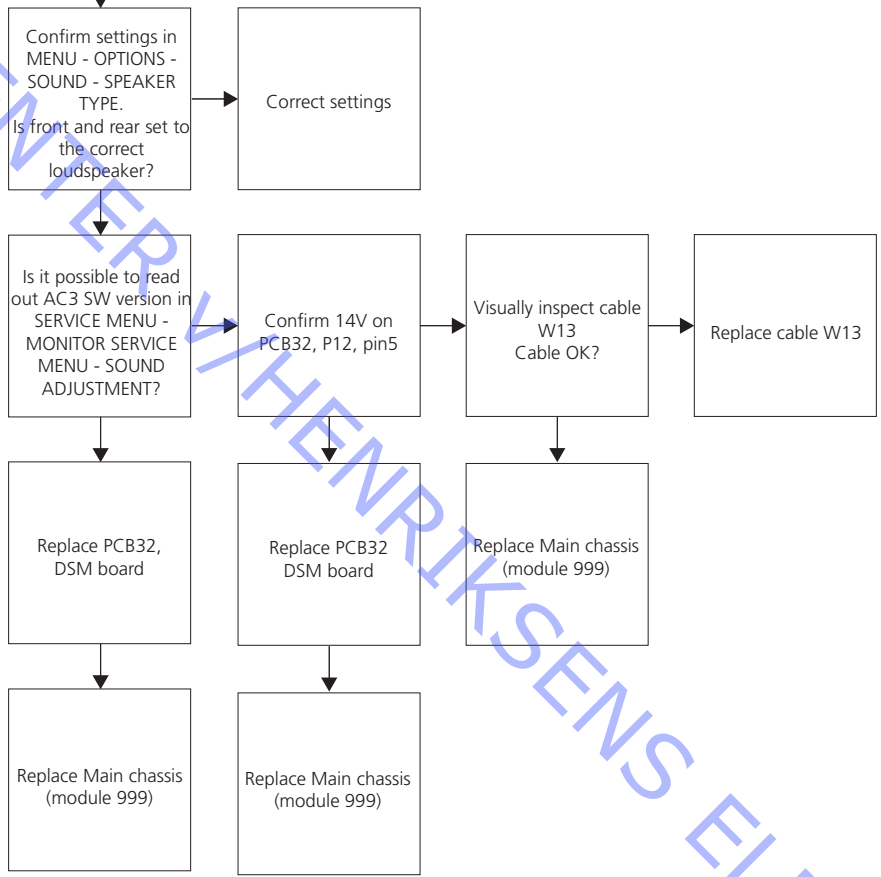 Confirm settings in
MENU - OPTIONS -
SOUND - SPEAKER
TYPE.
Is front and rear set to
the correct
loudspeaker?
Correct settings
Is it possible to read
out AC3 SW version in
SERVICE MENU -
MONITOR SERVICE
MENU - SOUND
ADJUSTMENT?
Confirm 14V on
PCB32, P12, pin5
Visually inspect cable
W13
Cable OK?
Replace cable W13
Replace PCB32,
DSM board
Replace PCB32
DSM board
Replace Main chassis
(module 999)
Replace Main chassis
(module 999)
Replace Main chassis
(module 999)
v/HENRIKSENS